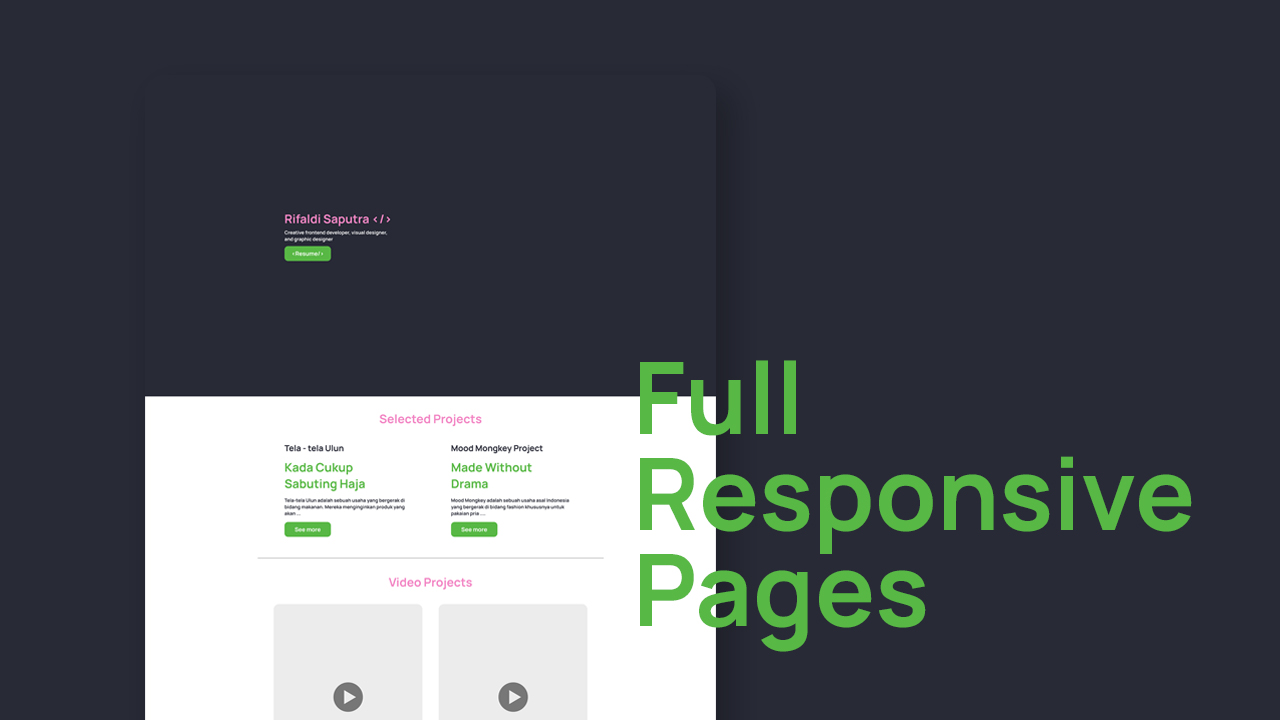 Rifaldi Saputra </>
Creative frontend developer, visual designer,
and graphic designer
<Resume/>
Full
Responsive
Pages
Selected Projects
Tela - tela Ulun
Kada Cukup
Sabuting Haja
Tela-tela Ulun adalah sebuah usaha yang bergerak di
bidang makanan. Mereka menginginkan produk yang
akan ...
See more
Mood Mongkey Project
Made Without
Drama
Mood Mongkey adalah sebuah usaha asal Indonesia
yang bergerak di bidang fashion khususnya untuk
pakaian pria ....
See more
Video Projects